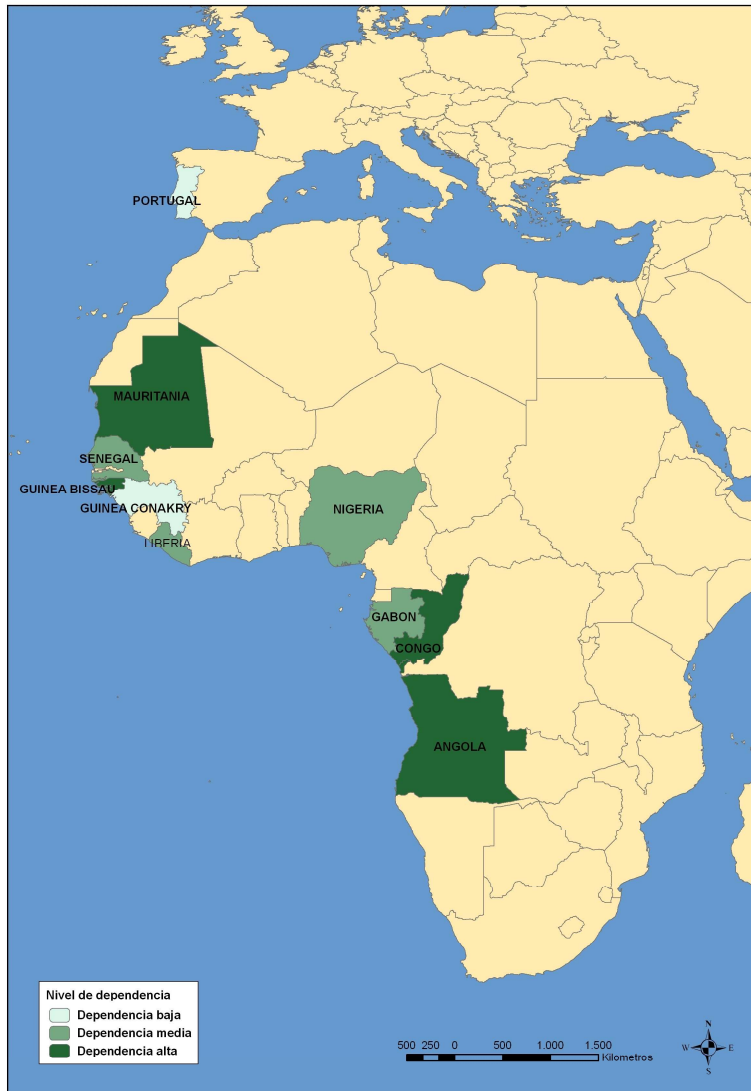 PORTUGAL
MAURITANIA
SENEGAL
GUINEA BISSAU
GUINEA CONAKRY
LIBERIA
NIGERIA
GABON
CONGO
ANGOLA
Nivel de dependencia
Dependencia baja
Dependencia media
Dependencia alta
500 250 0 500 1.000 1.500
Kilometros
N
W E
S